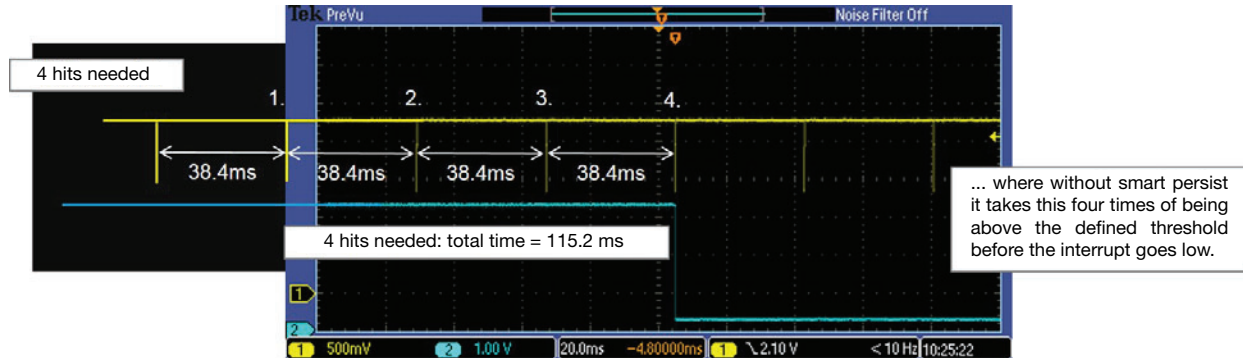 Tek PreVu Noise Filter Off
4 hits needed
1. 2. 3. 4.
38.4ms 38.4ms 38.4ms 38.4ms
4 hits needed: total time = 115.2 ms
... where without smart persist
it takes this four times of being
above the defined threshold
before the interrupt goes low.
1
2
1 500mV 2 1.00 V 20.0ms -4.80000ms 1 2.10 V < 10 Hz 10:25:22